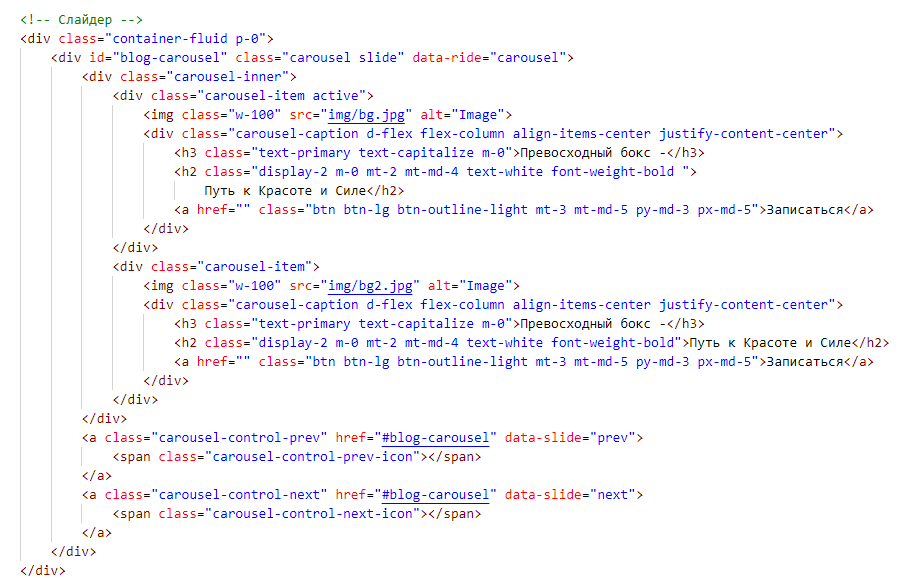 <!-- Слайдер -->
<div class="container-fluid p-0">
    <div id="blog-carousel" class="carousel slide" data-ride="carousel">
        <div class="carousel-inner">
            <div class="carousel-item active">
                <img class="w-100" src="img/bg.jpg" alt="Image">
                <div class="carousel-caption d-flex flex-column align-items-center justify-content-center">
                    <h3 class="text-primary text-capitalize m-0">Превосходный бокс -</h3>
                    <h2 class="display-2 m-0 mt-2 mt-md-4 text-white font-weight-bold ">
                        Путь к Красоте и Силе</h2>
                    <a href="" class="btn btn-lg btn-outline-light mt-3 mt-md-5 py-md-3 px-md-5">Записаться</a>
                </div>
            </div>
            <div class="carousel-item">
                <img class="w-100" src="img/bg2.jpg" alt="Image">
                <div class="carousel-caption d-flex flex-column align-items-center justify-content-center">
                    <h3 class="text-primary text-capitalize m-0">Превосходный бокс -</h3>
                    <h2 class="display-2 m-0 mt-2 mt-md-4 text-white font-weight-bold">Путь к Красоте и Силе</h2>
                    <a href="" class="btn btn-lg btn-outline-light mt-3 mt-md-5 py-md-3 px-md-5">Записаться</a>
                </div>
            </div>
        </div>
        <a class="carousel-control-prev" href="#blog-carousel" data-slide="prev">
            <span class="carousel-control-prev-icon"></span>
        </a>
        <a class="carousel-control-next" href="#blog-carousel" data-slide="next">
            <span class="carousel-control-next-icon"></span>
        </a>
    </div>
</div>